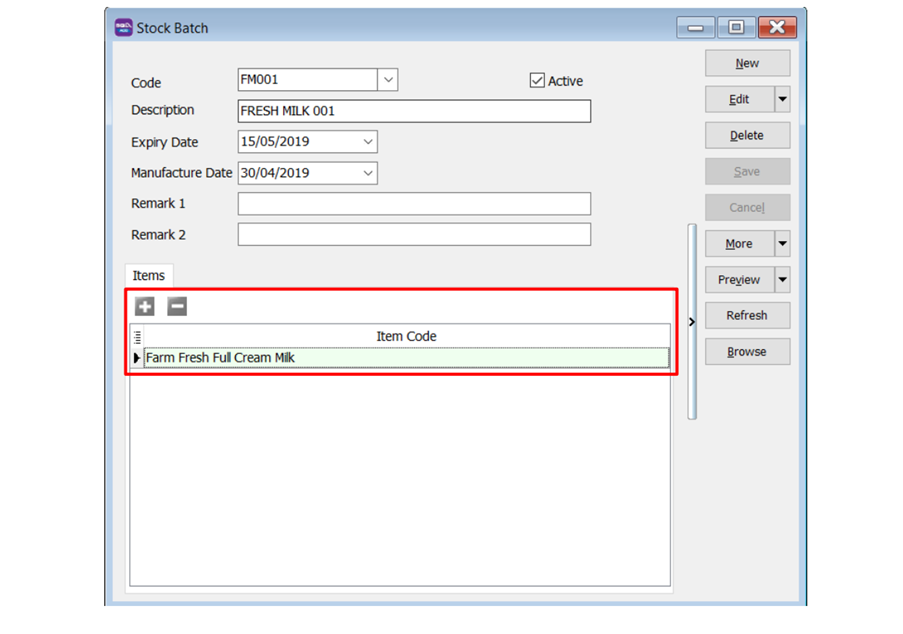 Stock Batch
Code FM001 Active
Description FRESH MILK 001
Expiry Date 15/05/2019
Manufacture Date 30/04/2019
Remark 1
Remark 2
Items
Item Code
Farm Fresh Full Cream Milk
New
Edit
Delete
Save
Cancel
More
Preview
Refresh
Browse